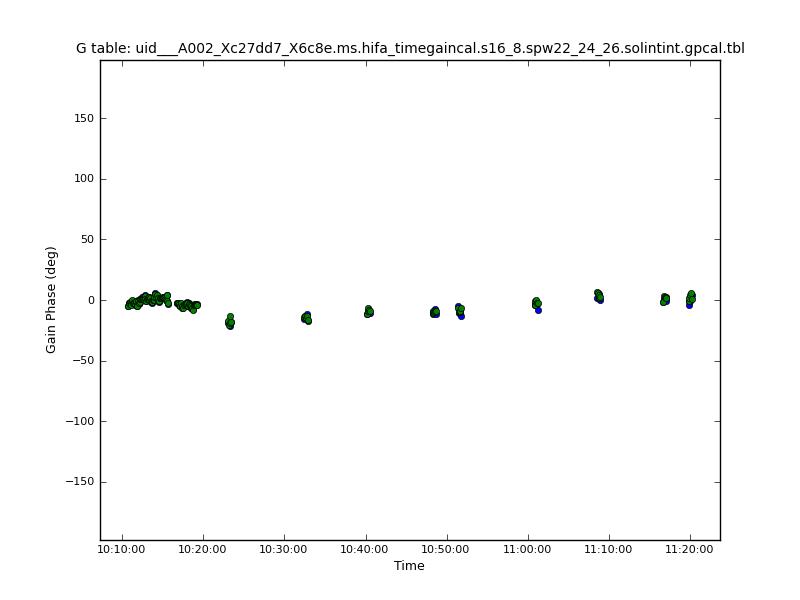 G table: uid___A002_Xc27dd7_X6c8e.ms.hifa_timegaincal.s16_8.spw22_24_26.solintint.gpcal.tbl
150
100
50
0
−50
−100
−150
Gain Phase (deg)
10:10:00 10:20:00 10:30:00 10:40:00 10:50:00 11:00:00 11:10:00 11:20:00
Time